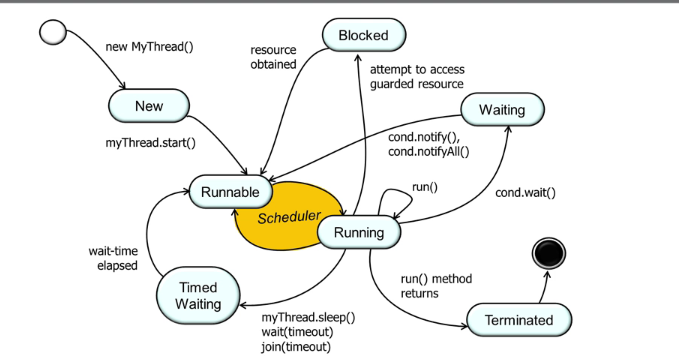 new MyThread()
New
myThread.start()
resource
obtained
Blocked
attempt to access
guarded resource
Waiting
cond.notify(),
cond.notifyAll()
cond.wait()
Runnable
Scheduler
run()
Running
wait-time
elapsed
Timed
Waiting
myThread.sleep()
wait(timeout)
join(timeout)
run() method
returns
Terminated